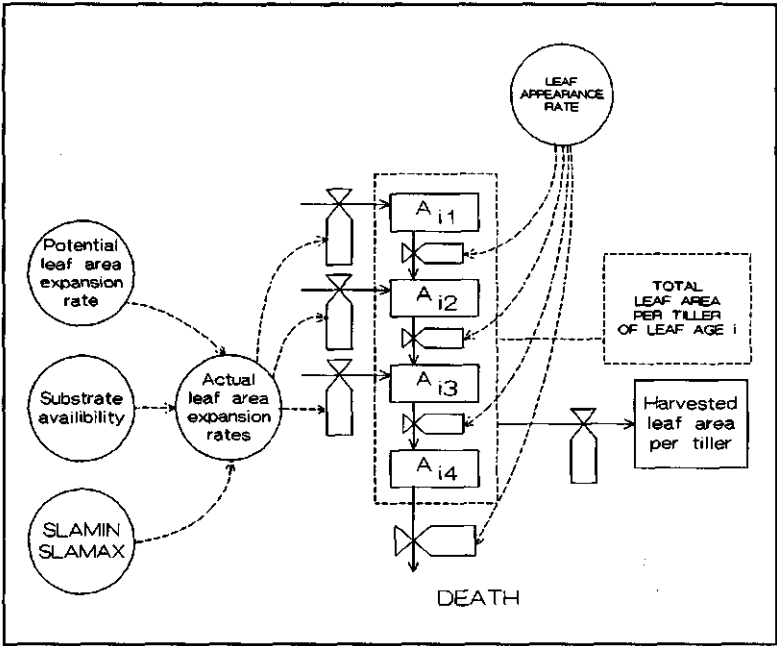 LEAF
APPEARANCE
RATE
A i1
Potential
leaf area
expansion
rate
A i2
TOTAL
LEAF AREA
PER TILLER
OF LEAF AGE i
Substrate
availibility
Actual
leaf area
expansion
rates
A i3
Harvested
leaf area
per tiller
A i4
SLAMIN
SLAMAX
DEATH